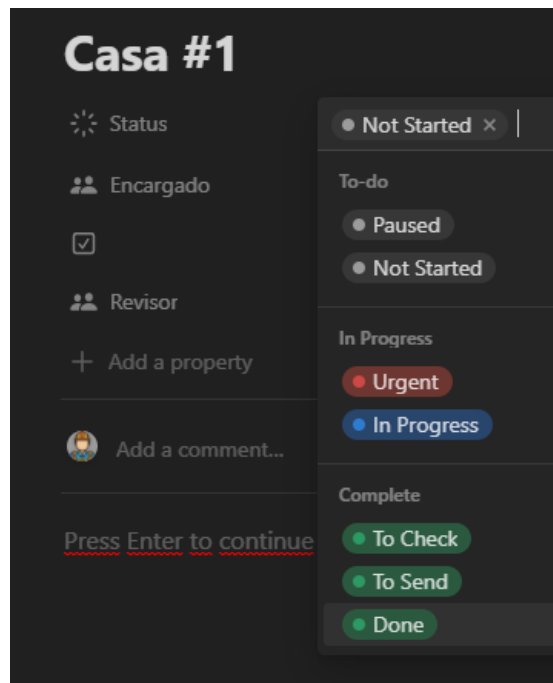 Casa #1
Status
Not Started ×
Encargado
To-do
Paused
Not Started
Revisor
In Progress
Add a property
Urgent
In Progress
Add a comment...
Complete
Press Enter to continue
To Check
To Send
Done